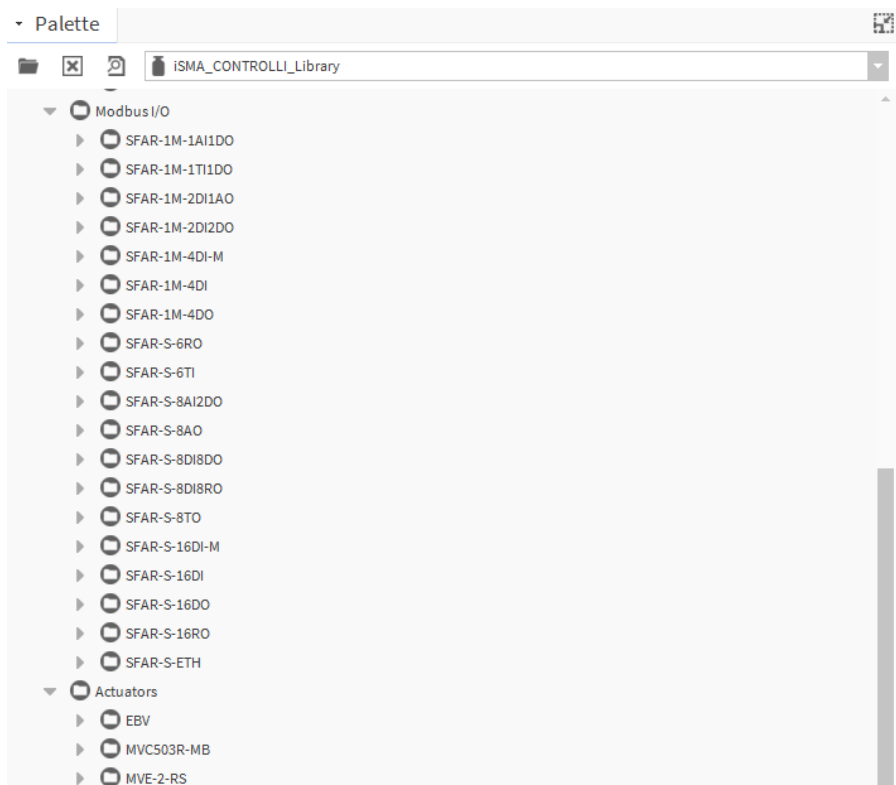 Palette
iSMA_CONTROLLI_Library
Modbus I/O
SFAR-1M-1AI1DO
SFAR-1M-1TI1DO
SFAR-1M-2DI1AO
SFAR-1M-2DI2DO
SFAR-1M-4DI-M
SFAR-1M-4DI
SFAR-1M-4DO
SFAR-S-6RO
SFAR-S-6TI
SFAR-S-8AI2DO
SFAR-S-8AO
SFAR-S-8DI8DO
SFAR-S-8DI8RO
SFAR-S-8TO
SFAR-S-16DI-M
SFAR-S-16DI
SFAR-S-16DO
SFAR-S-16RO
SFAR-S-ETH
Actuators
EBV
MVC503R-MB
MVE-2-RS